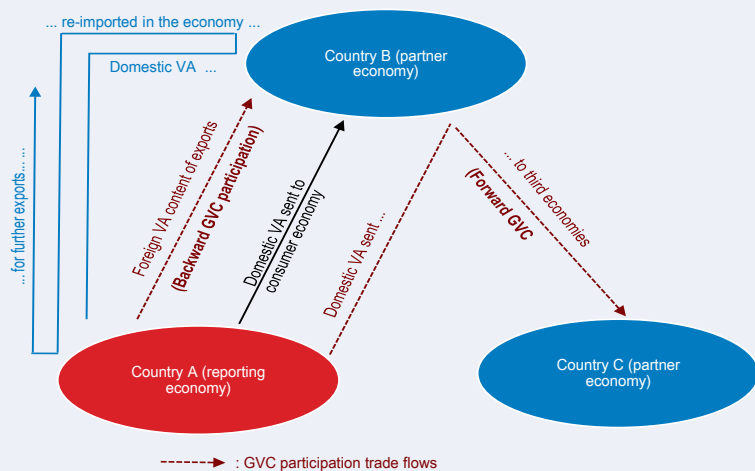 ... re-imported in the economy ...
Domestic VA ...
... for further exports... ...
Country B (partner
economy)
Foreign VA content of exports
(Backward GVC participation)
Domestic VA sent to
consumer economy
Domestic VA sent ...
... to third economies
(Forward GVC
Country A (reporting
economy)
Country C (partner
economy)
: GVC participation trade flows